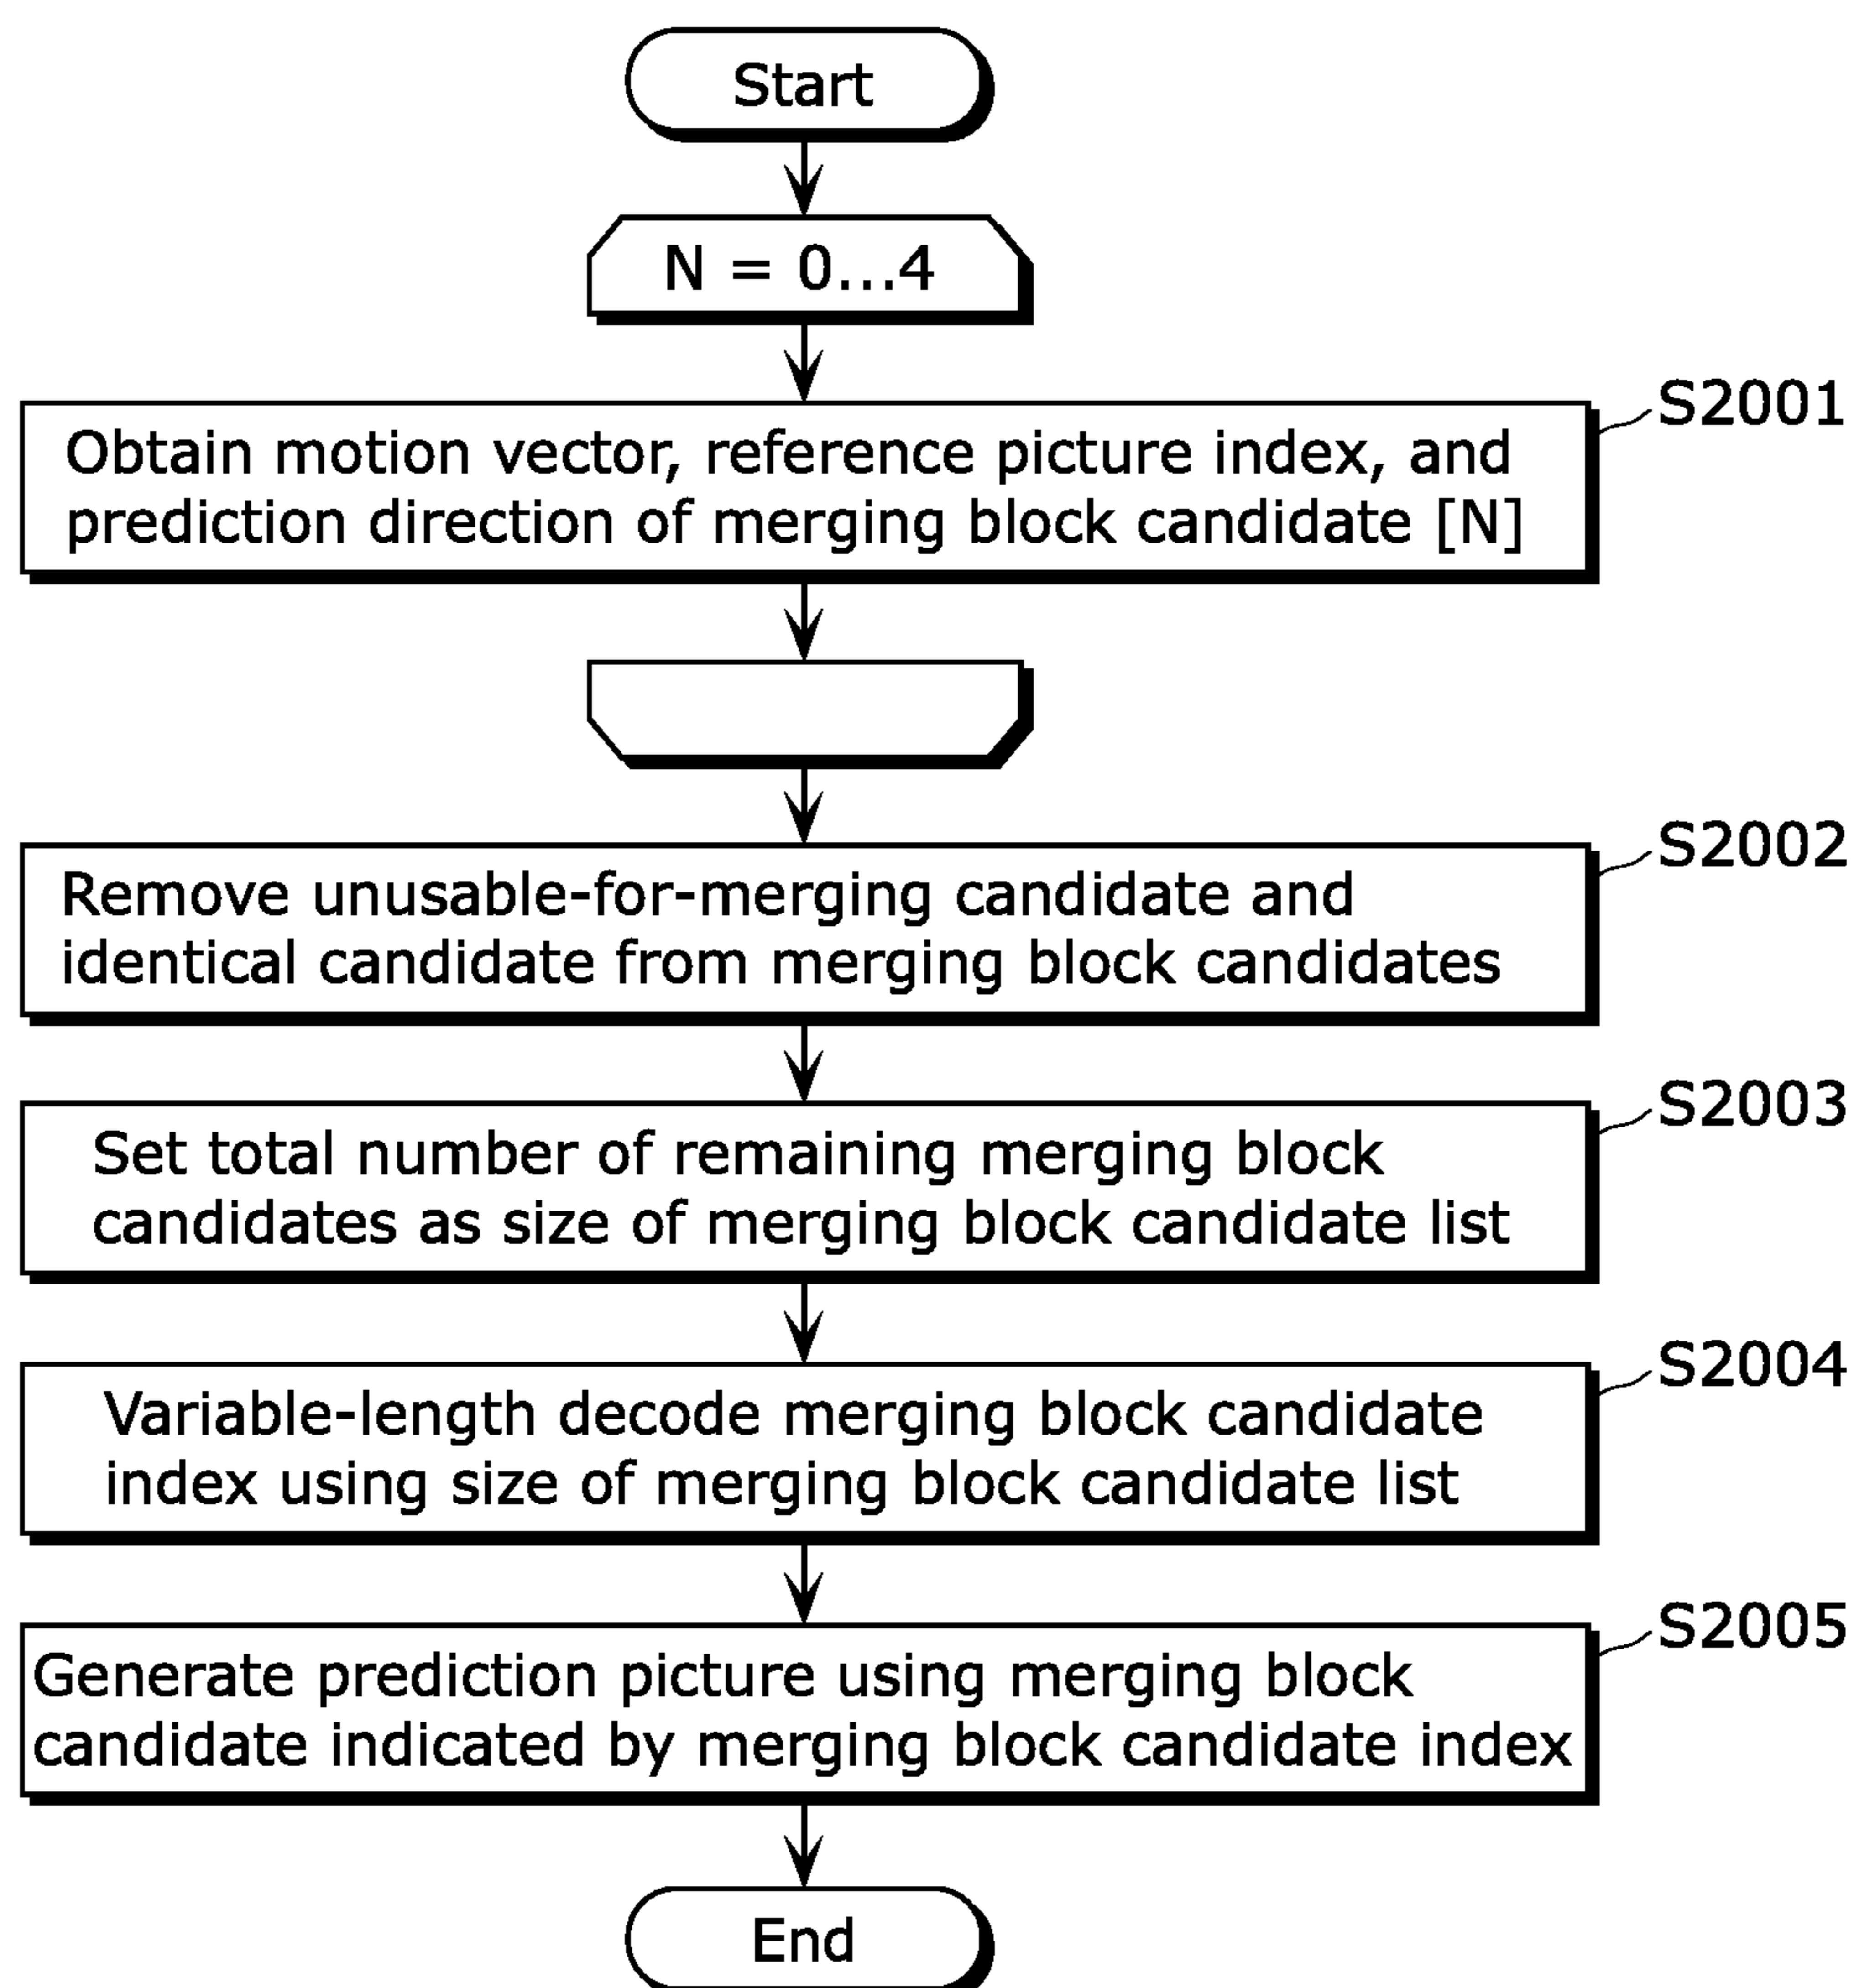 Start
N = 0...4
S2001
Obtain motion vector, reference picture index, and
prediction direction of merging block candidate [N]
S2002
Remove unusable-for-merging candidate and
identical candidate from merging block candidates
S2003
Set total number of remaining merging block
candidates as size of merging block candidate list
S2004
Variable-length decode merging block candidate
index using size of merging block candidate list
S2005
Generate prediction picture using merging block
candidate indicated by merging block candidate index
End